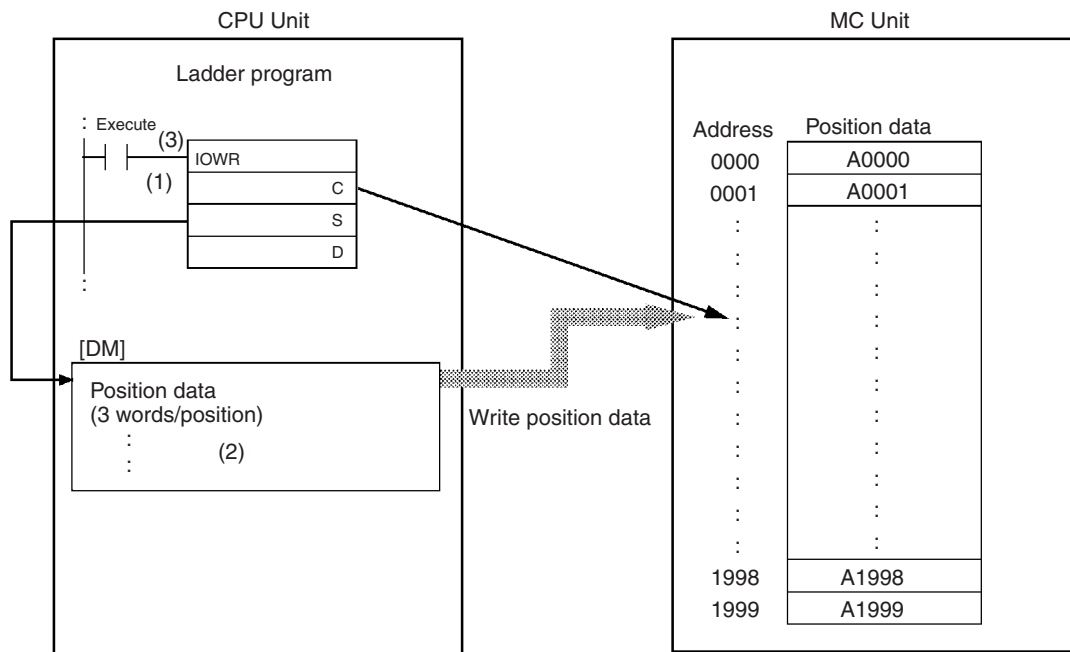 CPU Unit
Ladder program
:
Execute
(3)
IOWR
(1)
C
S
D
:
[DM]
Position data
(3 words/position)
:
(2)
:
Write position data
MC Unit
Address Position data
0000 A0000
0001 A0001
: :
: :
: :
: :
: :
: :
: :
: :
: :
: :
1998 A1998
1999 A1999